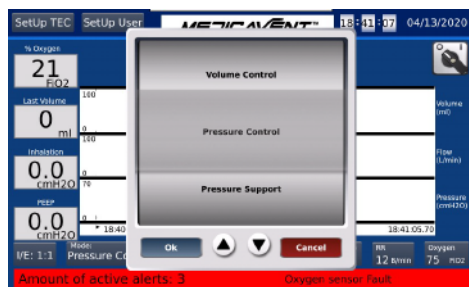 SetUp TEC SetUp User MEDICAVENT™ 18:41:07 04/13/2020
% Oxygen
21
FiO2
Last Volume
0
ml
Inhalation
0.0
cmH2O
PEEP
0.0
cmH2O
100
0
100
0
70
0
Volume Control
Pressure Control
Pressure Support
Ok Cancel
Volume
(ml)
Flow
(L/min)
Pressure
(cmH2O)
18:40 18:41:05.70
I/E: 1:1
Mode:
Pressure Co
RR
12 B/min
Oxygen
75
Amount of active alerts: 3 Oxygen sensor Fault